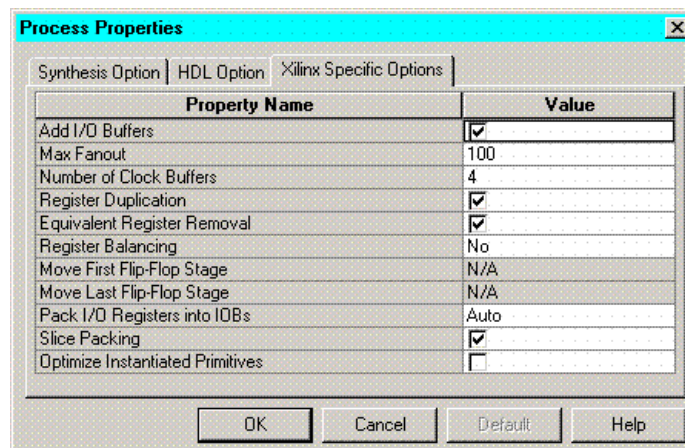 Process Properties
Synthesis Option HDL Option Xilinx Specific Options
Property Name Value
Add I/O Buffers
Max Fanout 100
Number of Clock Buffers 4
Register Duplication
Equivalent Register Removal
Register Balancing No
Move First Flip-Flop Stage N/A
Move Last Flip-Flop Stage N/A
Pack I/O Registers into IOBs Auto
Slice Packing
Optimize Instantiated Primitives
OK Cancel Default Help